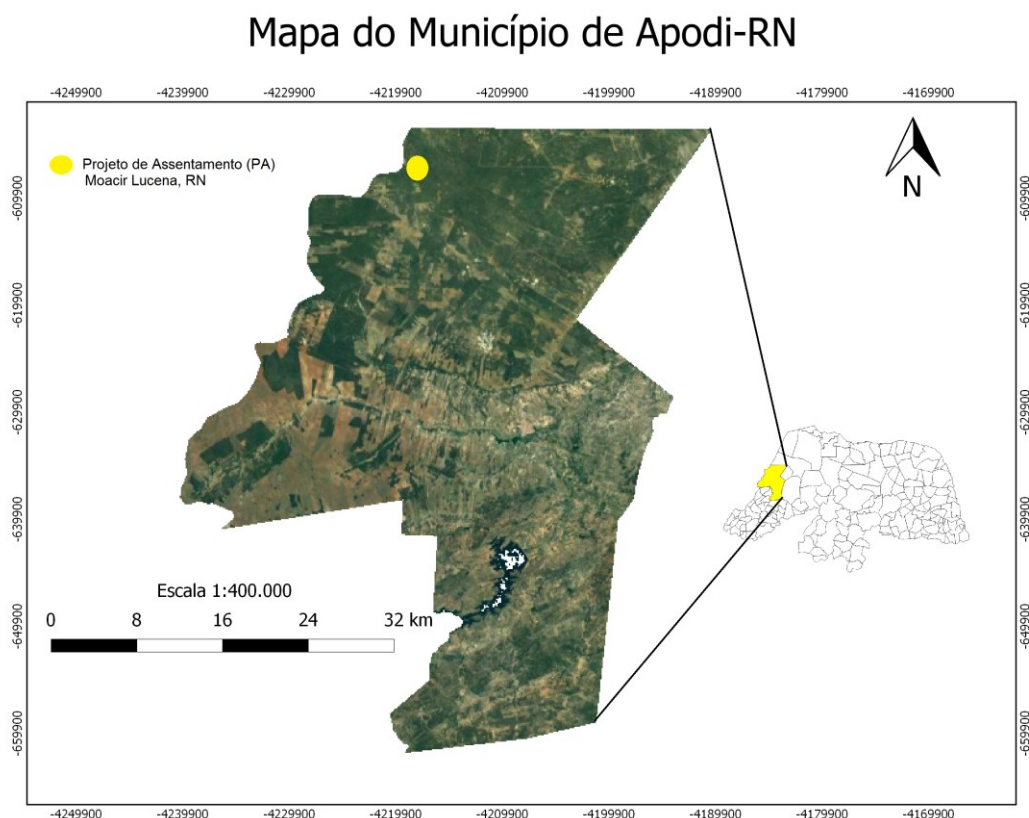 Mapa do Município de Apodi-RN
-4249900 -4239900 -4229900 -4219900 -4209900 -4199900 -4189900 -4179900 -4169900
Projeto de Assentamento (PA)
Moacir Lucena, RN
N
-609900 -609900
-619900 -619900
-629900 -629900
-639900 -639900
Escala 1:400.000
0 8 16 24 32 km
-649900 -649900
-659900 -659900
-4249900 -4239900 -4229900 -4219900 -4209900 -4199900 -4189900 -4179900 -4169900